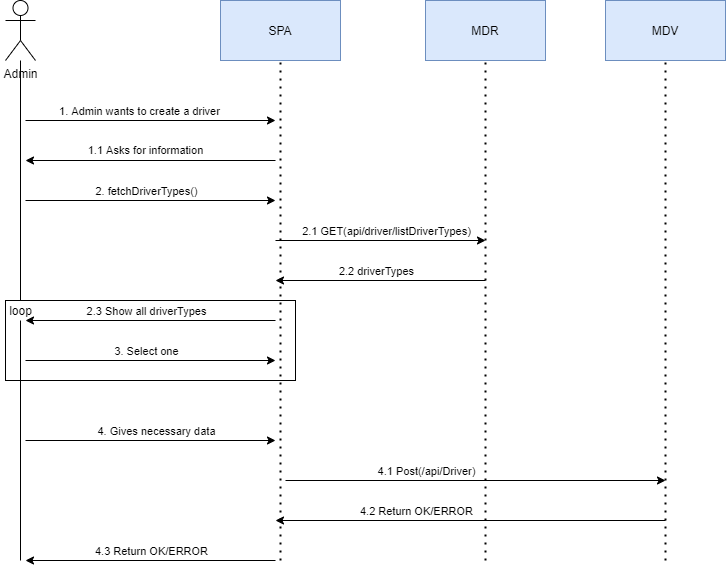 SPA
MDR
MDV
Admin
1. Admin wants to create a driver
1.1 Asks for information
2. fetchDriverTypes()
2.1 GET(api/driver/listDriverTypes)
2.2 driverTypes
loop
2.3 Show all driverTypes
3. Select one
4. Gives necessary data
4.1 Post(/api/Driver)
4.2 Return OK/ERROR
4.3 Return OK/ERROR